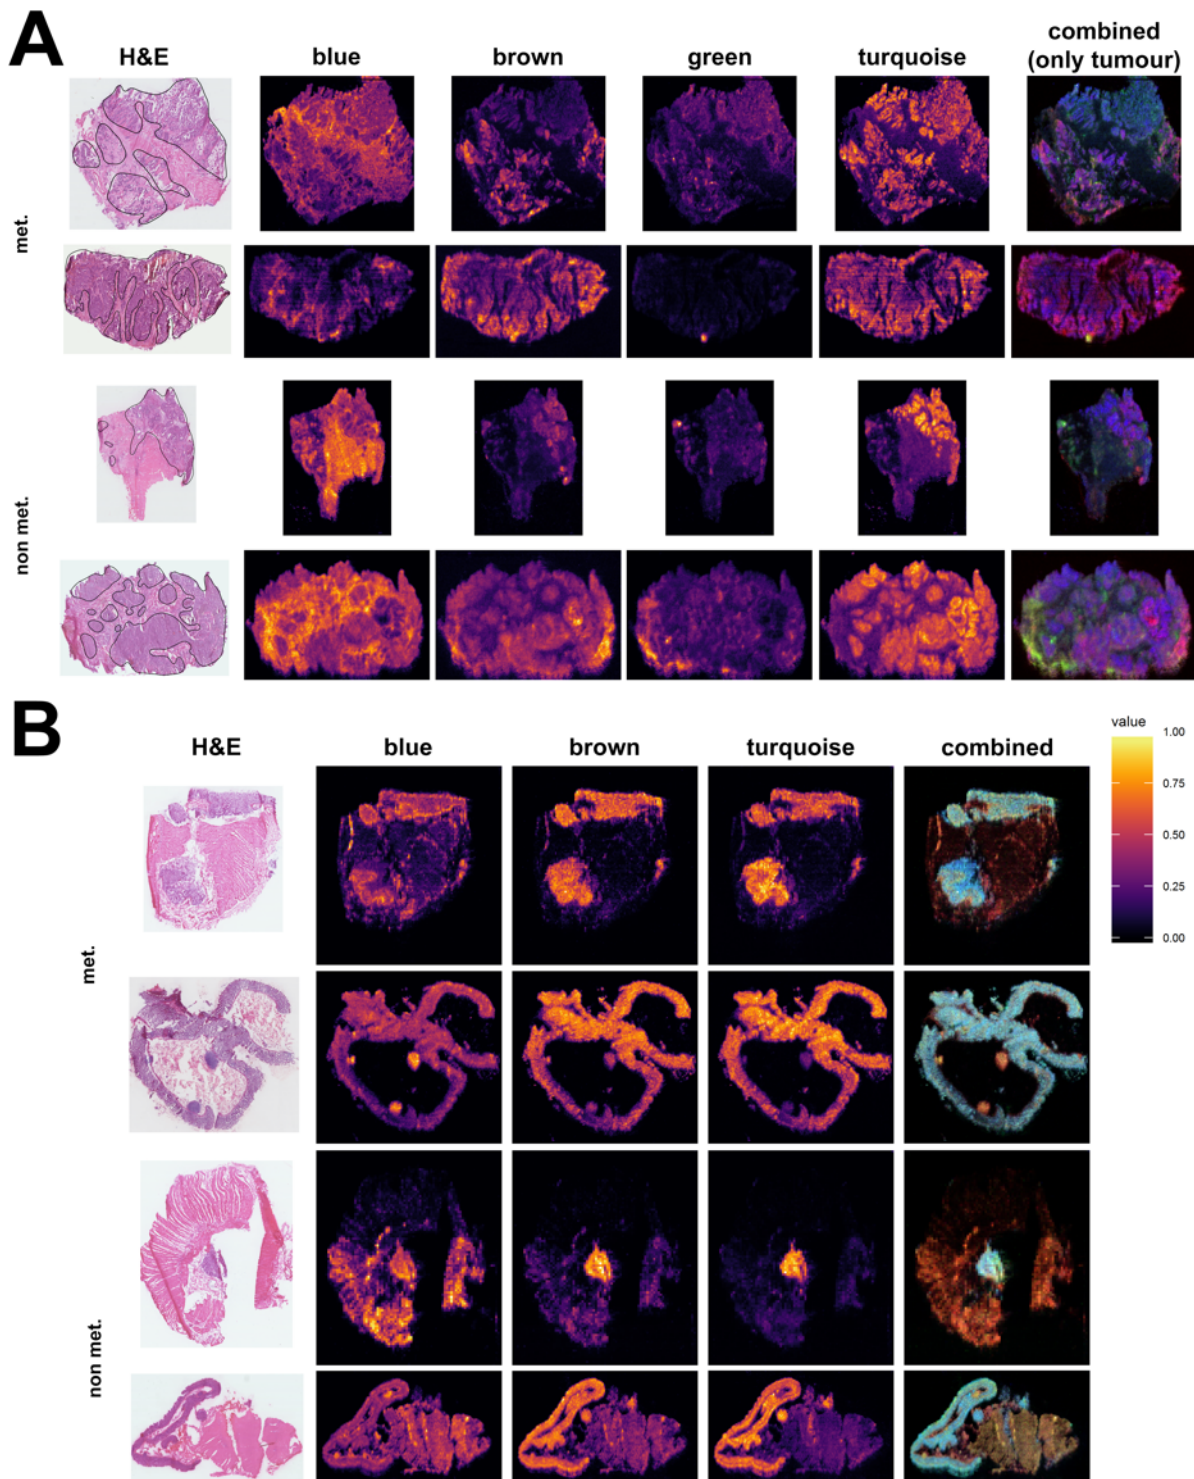 A
H&E blue brown green turquoise combined
(only tumour)
met.
non met.
B
H&E blue brown turquoise combined
value
1.00
0.75
0.50
0.25
0.00
met.
non met.